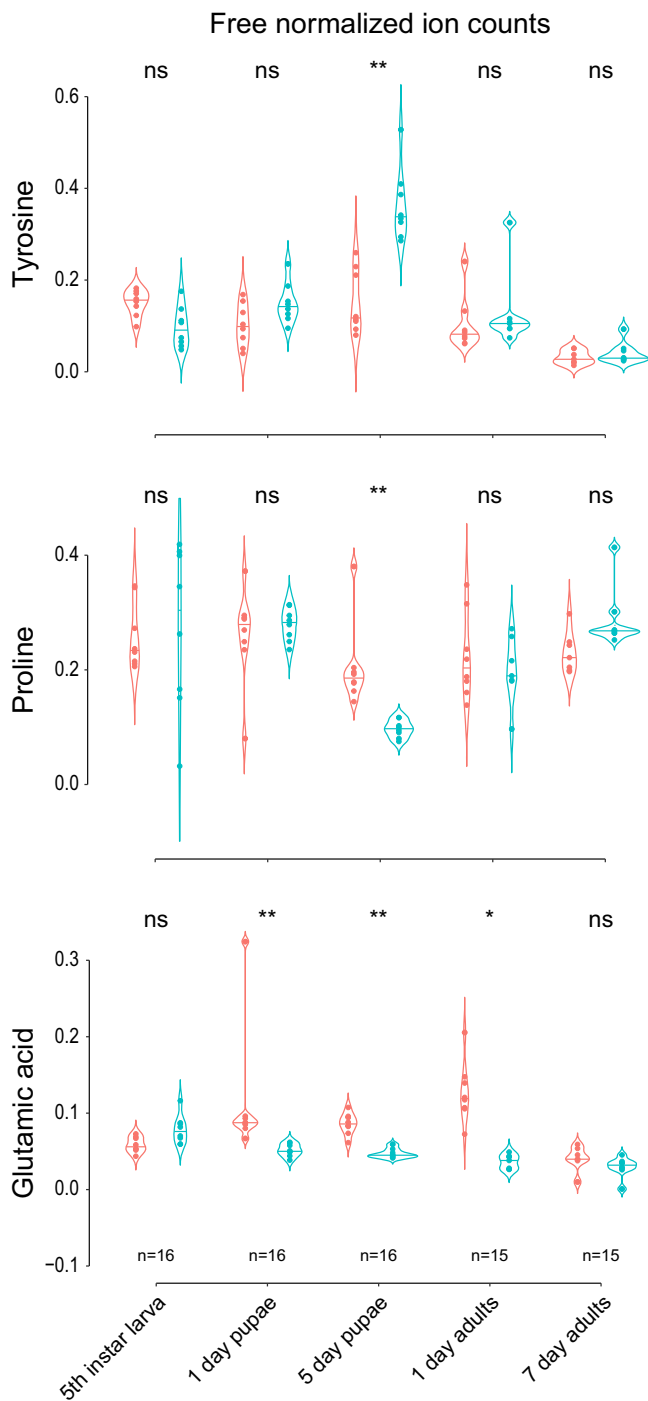 Free normalized ion counts
ns ns ** ns ns
0.6
0.4
0.2
0.0
Tyrosine
ns ns ** ns ns
0.4
0.2
0.0
Proline
ns ** ** * ns
0.3
0.2
0.1
0.0
−0.1
Glutamic acid
n=16 n=16 n=16 n=15 n=15
5th instar larva
1 day pupae
5 day pupae
1 day adults
7 day adults